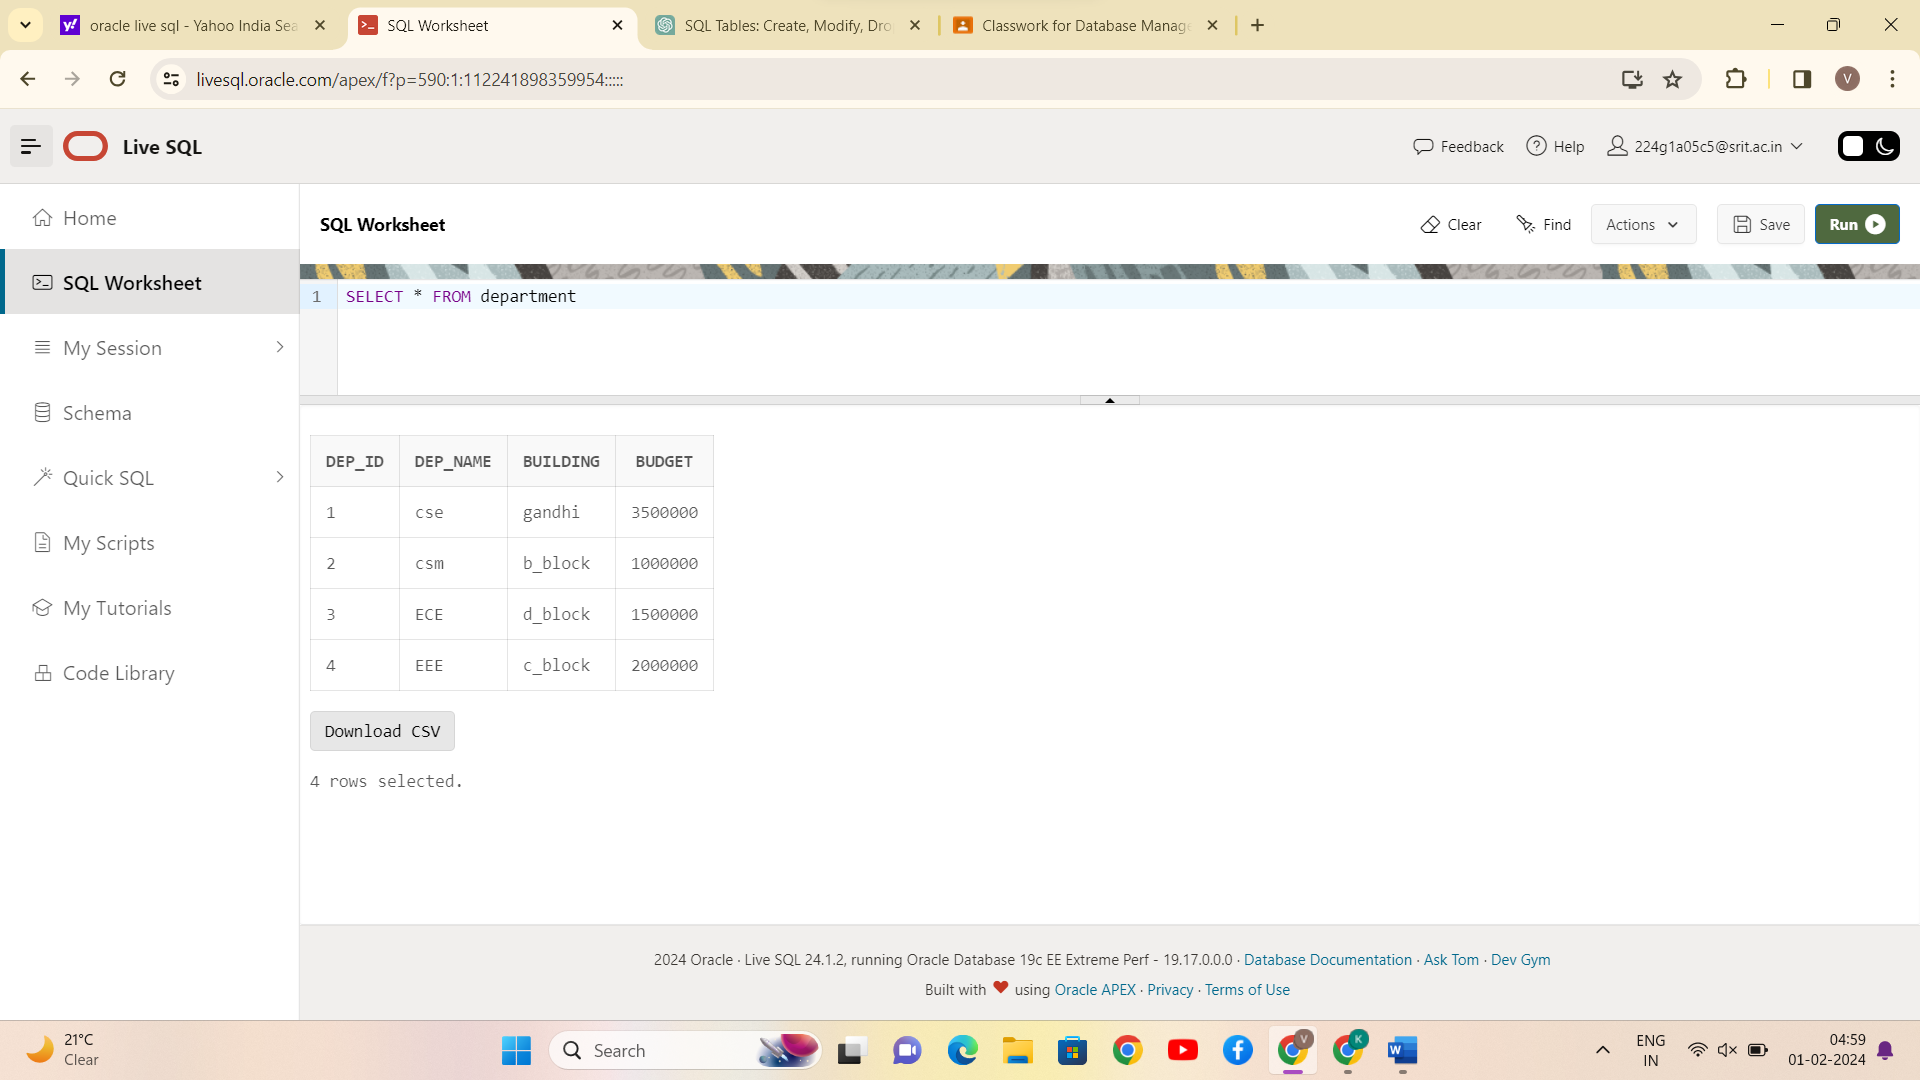 oracle live sql - Yahoo India Sea
SQL Worksheet
SQL Tables: Create, Modify, Dro
Classwork for Database Manage
livesql.oracle.com/apex/f?p=590:1:112241898359954:::::
V
Live SQL
Feedback
Help
224g1a05c5@srit.ac.in
Home
SQL Worksheet
My Session
Schema
Quick SQL
My Scripts
My Tutorials
Code Library
SQL Worksheet
Clear
Find
Actions
Save
Run
1 SELECT * FROM department
DEP_ID DEP_NAME BUILDING BUDGET
1 cse gandhi 3500000
2 csm b_block 1000000
3 ECE d_block 1500000
4 EEE c_block 2000000
Download CSV
4 rows selected.
2024 Oracle · Live SQL 24.1.2, running Oracle Database 19c EE Extreme Perf - 19.17.0.0.0 · Database Documentation · Ask Tom · Dev Gym
Built with ❤ using Oracle APEX · Privacy · Terms of Use
21°C
Clear
Search
V
K
W
ENG
IN
04:59
01-02-2024